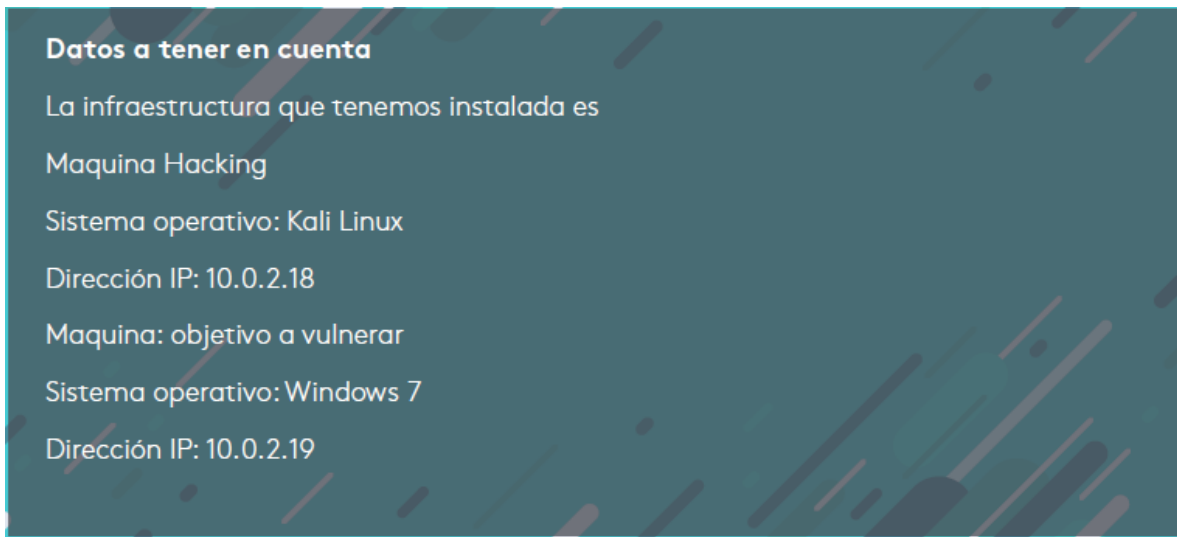 Datos a tener en cuenta
La infraestructura que tenemos instalada es
Maquina Hacking
Sistema operativo: Kali Linux
Dirección IP: 10.0.2.18
Maquina: objetivo a vulnerar
Sistema operativo: Windows 7
Dirección IP: 10.0.2.19